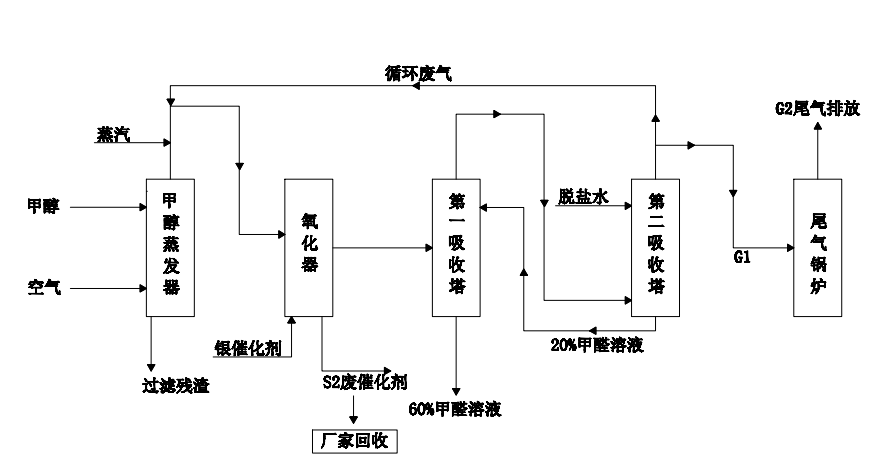 循环废气
G2尾气排放
蒸汽
甲醇
空气
甲醇蒸发器
氧化器
第一吸收塔
脱盐水
第二吸收塔
尾气锅炉
G1
银催化剂
20%甲醛溶液
过滤残渣
S2废催化剂
60%甲醛溶液
厂家回收